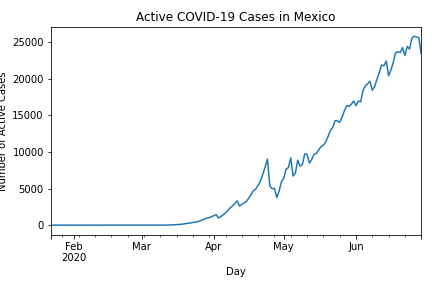 Active COVID-19 Cases in Mexico
Number of Active Cases
25000
20000
15000
10000
5000
0
Feb
2020
Mar
Apr
May
Jun
Day